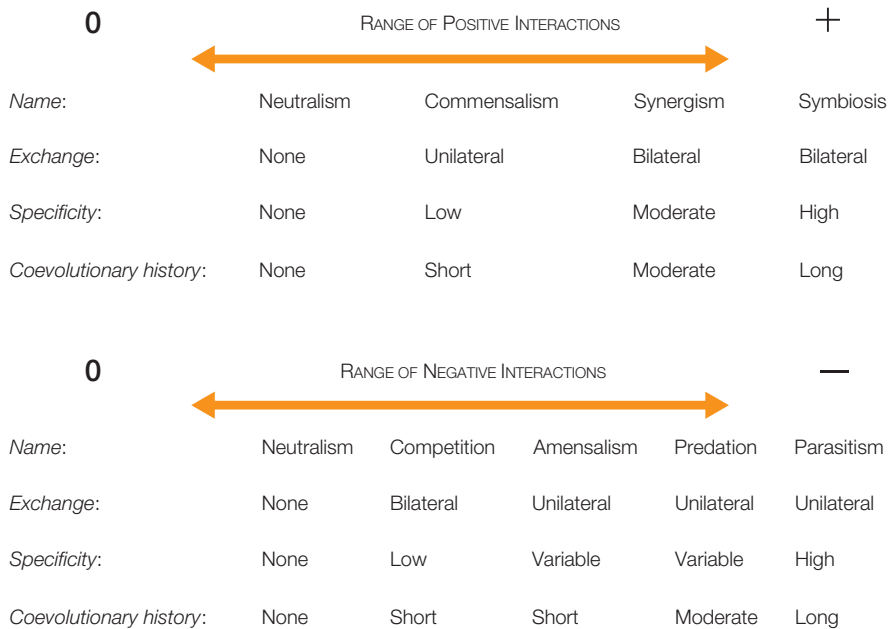 0 RANGE OF POSITIVE INTERACTIONS +
Name: Neutralism Commensalism Synergism Symbiosis
Exchange: None Unilateral Bilateral Bilateral
Specificity: None Low Moderate High
Coevolutionary history: None Short Moderate Long
0 RANGE OF NEGATIVE INTERACTIONS —
Name: Neutralism Competition Amensalism Predation Parasitism
Exchange: None Bilateral Unilateral Unilateral Unilateral
Specificity: None Low Variable Variable High
Coevolutionary history: None Short Short Moderate Long